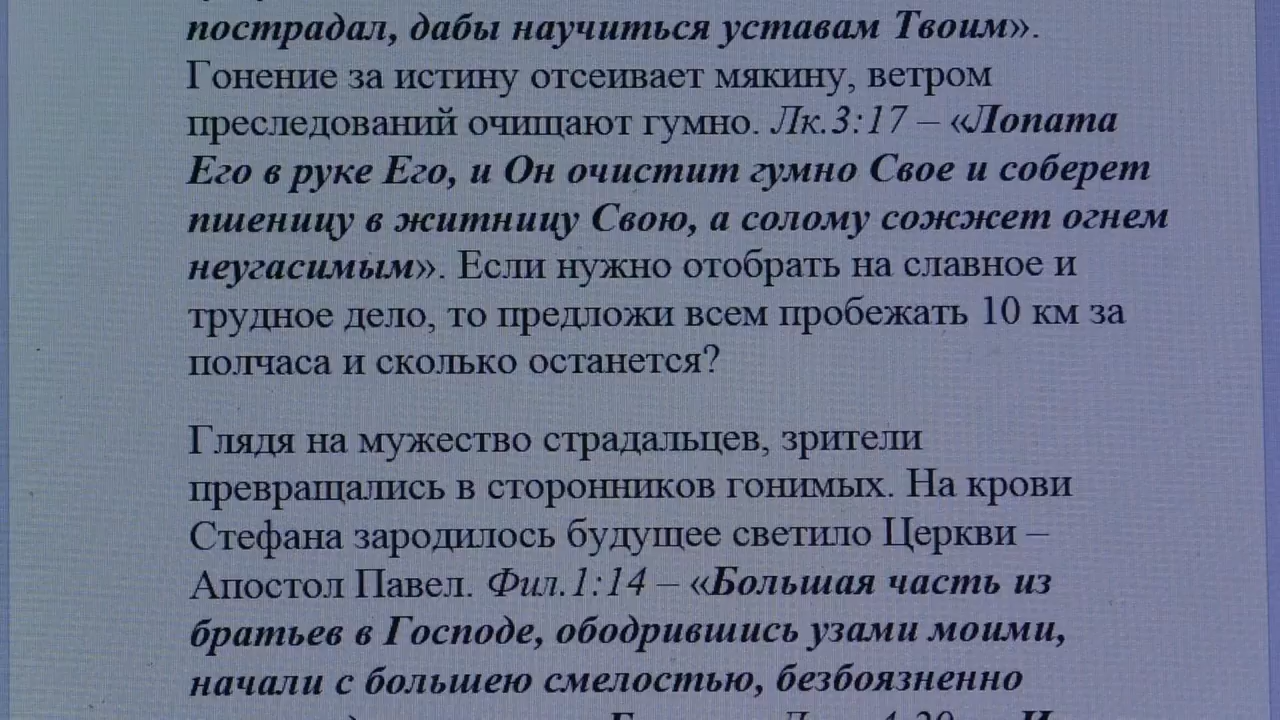 пострадал, дабы научиться уставам Твоим».
Гонение за истину отсеивает мякину, ветром
преследований очищают гумно. Лк.3:17 – «Лопата
Его в руке Его, и Он очистит гумно Свое и соберет
пшеницу в житницу Свою, а солому сожжет огнем
неугасимым». Если нужно отобрать на славное и
трудное дело, то предложи всем пробежать 10 км за
полчаса и сколько останется?
Глядя на мужество страдальцев, зрители
превращались в сторонников гонимых. На крови
Стефана зародилось будущее светило Церкви –
Апостол Павел. Фил.1:14 – «Большая часть из
братьев в Господе, ободрившись узами моими,
начали с большею смелостью, безбоязненно